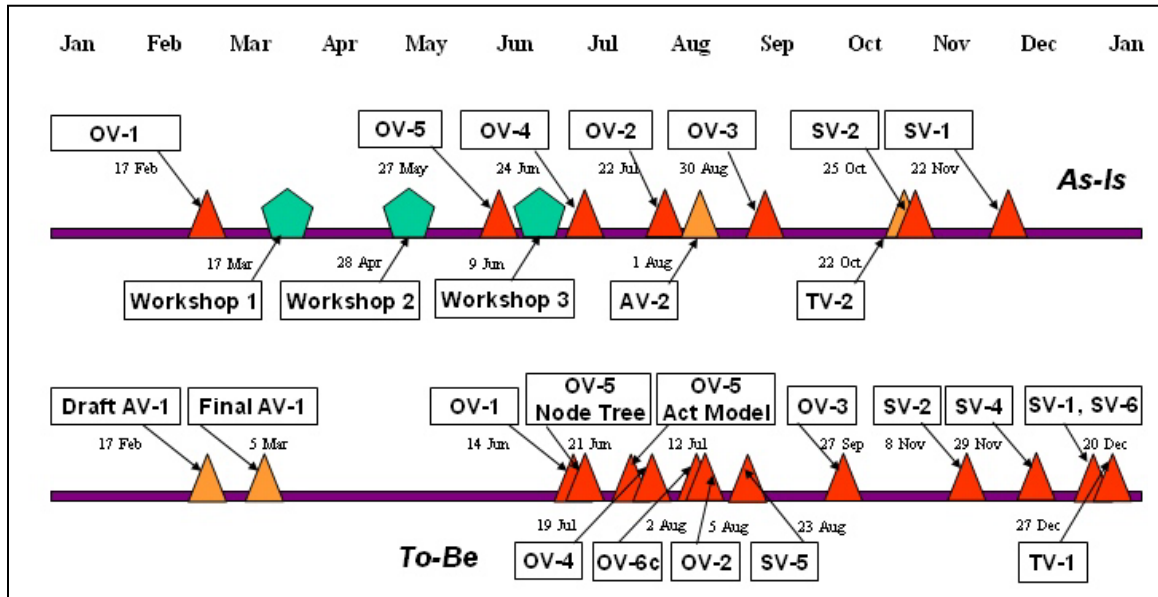 Jan Feb Mar Apr May Jun Jul Aug Sep Oct Nov Dec Jan
OV-1 OV-5 OV-4 OV-2 OV-3 SV-2 SV-1
17 Feb 27 May 24 Jun 22 Jul 30 Aug 25 Oct 22 Nov
As-Is
17 Mar 28 Apr 9 Jun 1 Aug 22 Oct
Workshop 1 Workshop 2 Workshop 3 AV-2 TV-2
Draft AV-1 Final AV-1 OV-1 OV-5 Node Tree OV-5 Act Model OV-3 SV-2 SV-4 SV-1, SV-6
17 Feb 5 Mar 14 Jun 21 Jun 12 Jul 27 Sep 8 Nov 29 Nov 20 Dec
19 Jul 2 Aug 5 Aug 23 Aug 27 Dec
To-Be OV-4 OV-6c OV-2 SV-5 TV-1